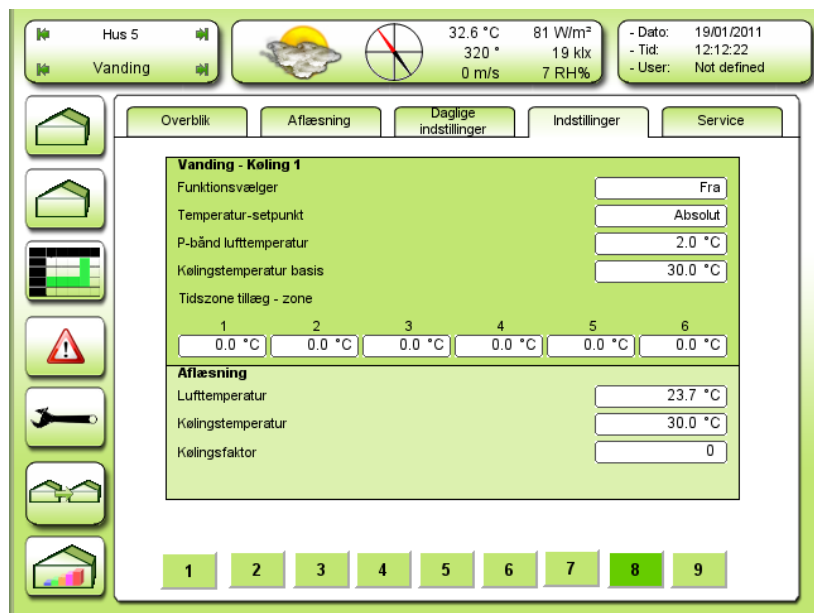 Hus 5
Vanding
32.6 °C 81 W/m²
320 ° 19 klx
0 m/s 7 RH%
- Dato: 19/01/2011
- Tid: 12:12:22
- User: Not defined
Overblik Aflæsning Daglige indstillinger Indstillinger Service
Vanding - Køling 1
Funktionsvælger Fra
Temperatur-setpunkt Absolut
P-bånd lufttemperatur 2.0 °C
Kølingstemperatur basis 30.0 °C
Tidszone tillæg - zone
1 2 3 4 5 6
0.0 °C 0.0 °C 0.0 °C 0.0 °C 0.0 °C 0.0 °C
Aflæsning
Lufttemperatur 23.7 °C
Kølingstemperatur 30.0 °C
Kølingsfaktor 0
1 2 3 4 5 6 7 8 9